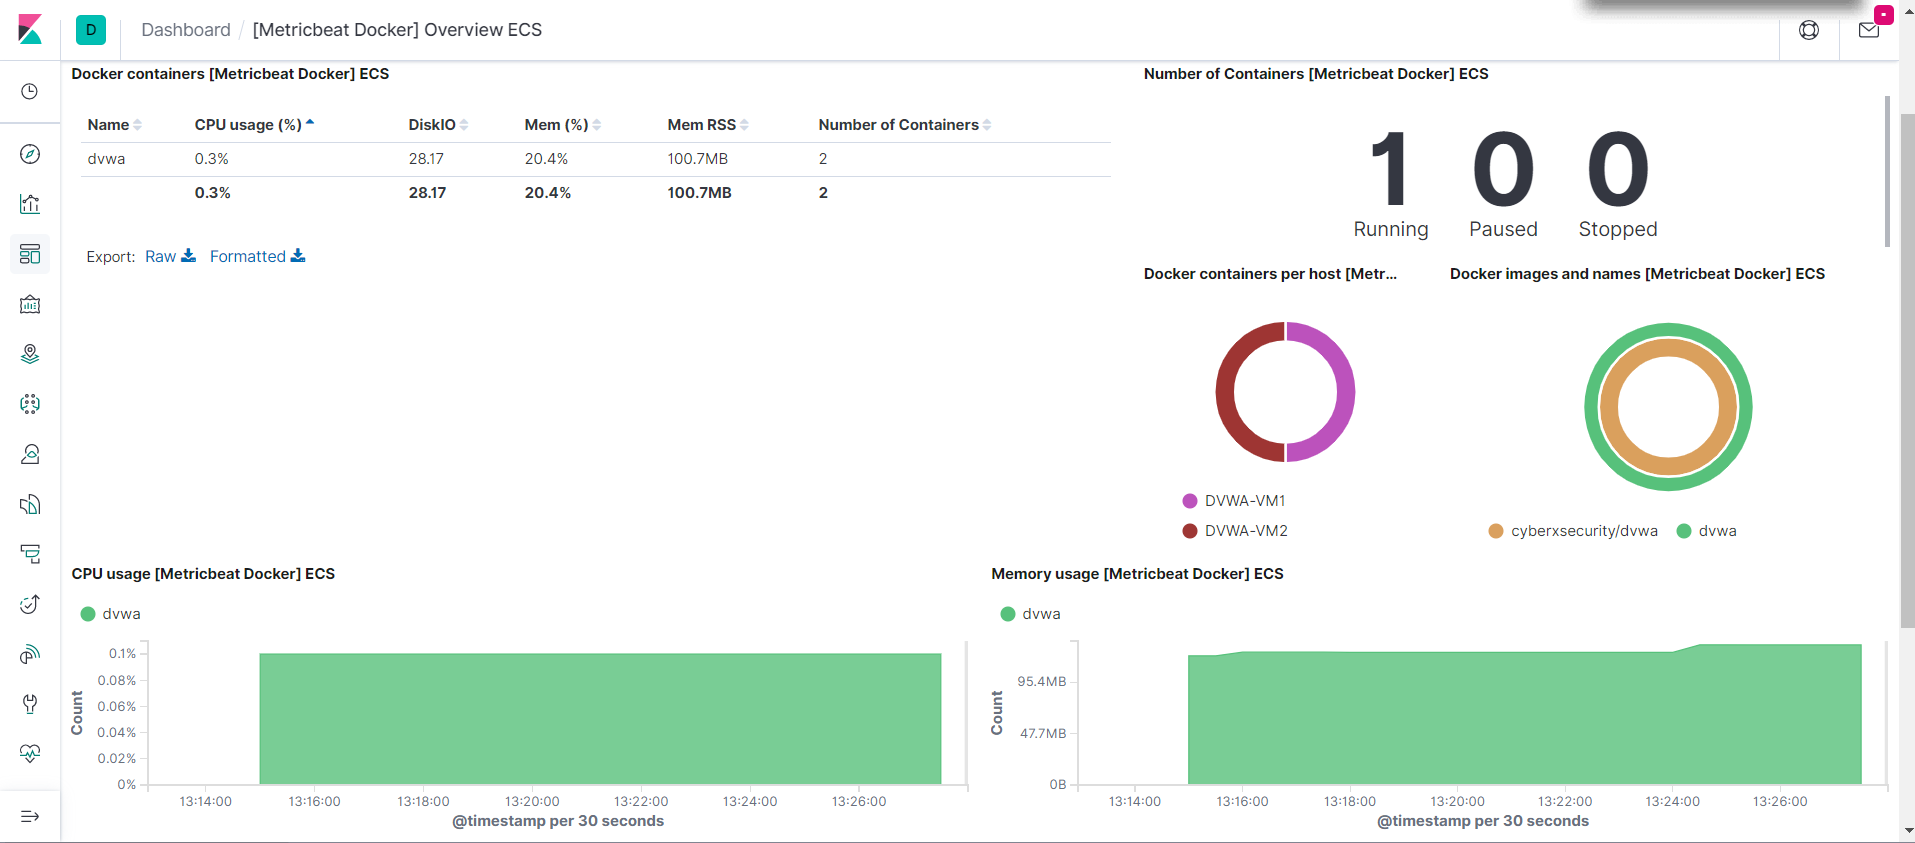 D Dashboard / [Metricbeat Docker] Overview ECS
Docker containers [Metricbeat Docker] ECS
Name CPU usage (%) DiskIO Mem (%) Mem RSS Number of Containers
dvwa 0.3% 28.17 20.4% 100.7MB 2
0.3% 28.17 20.4% 100.7MB 2
Export: Raw Formatted
Number of Containers [Metricbeat Docker] ECS
1 0 0
Running Paused Stopped
Docker containers per host [Metr...
DVWA-VM1
DVWA-VM2
Docker images and names [Metricbeat Docker] ECS
cyberxsecurity/dvwa dvwa
CPU usage [Metricbeat Docker] ECS
dvwa
Count
0.1%
0.08%
0.06%
0.04%
0.02%
0%
13:14:00 13:16:00 13:18:00 13:20:00 13:22:00 13:24:00 13:26:00
@timestamp per 30 seconds
Memory usage [Metricbeat Docker] ECS
dvwa
Count
95.4MB
47.7MB
0B
13:14:00 13:16:00 13:18:00 13:20:00 13:22:00 13:24:00 13:26:00
@timestamp per 30 seconds